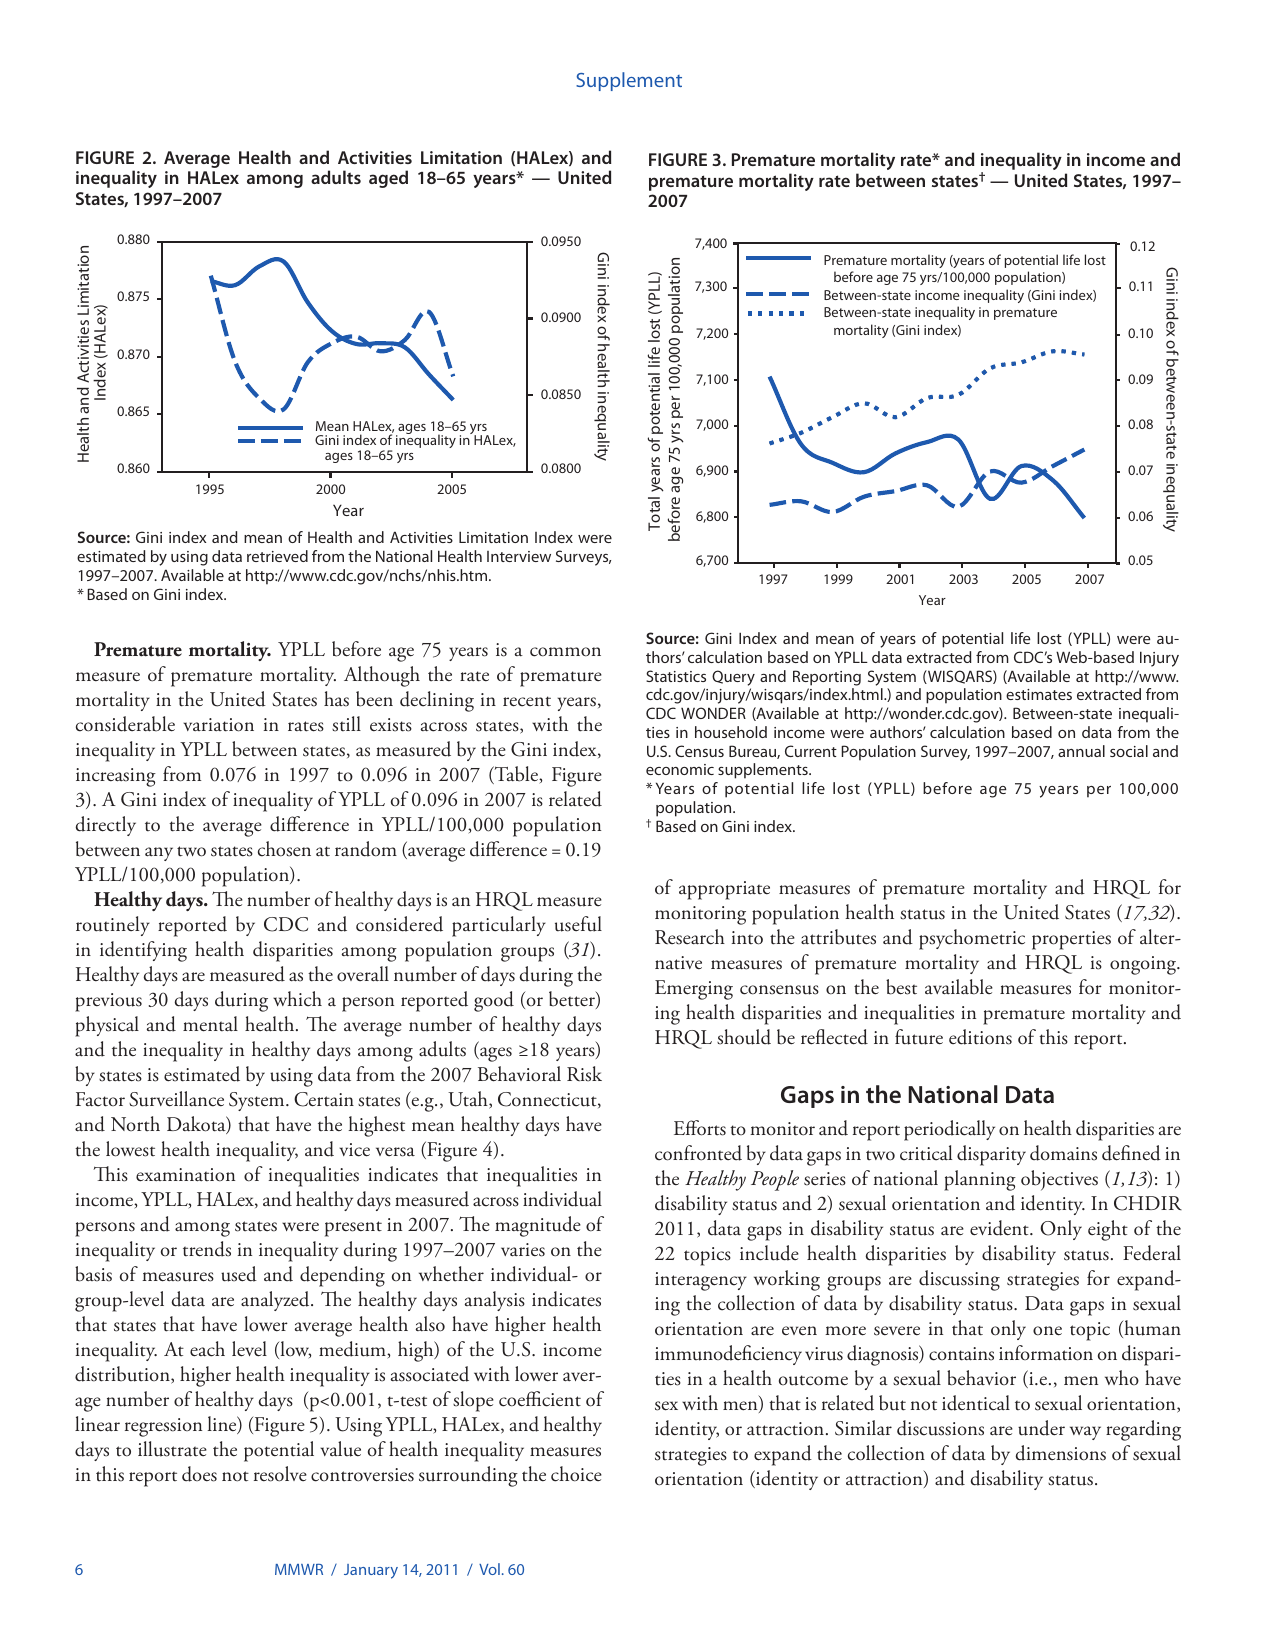 Supplement
FIGURE 2. Average Health and Activities Limitation (HALex) and
inequality in HALex among adults aged 18–65 years* — United
States, 1997–2007
Health and Activities Limitation
Index (HALex)
0.880
0.875
0.870
0.865
0.860
0.0950
0.0900
0.0850
0.0800
Gini index of health inequality
Mean HALex, ages 18–65 yrs
Gini index of inequality in HALex,
ages 18–65 yrs
1995
2000
2005
Year
Source: Gini index and mean of Health and Activities Limitation Index were
estimated by using data retrieved from the National Health Interview Surveys,
1997–2007. Available at http://www.cdc.gov/nchs/nhis.htm.
* Based on Gini index.
Premature mortality. YPLL before age 75 years is a common
measure of premature mortality. Although the rate of premature
mortality in the United States has been declining in recent years,
considerable variation in rates still exists across states, with the
inequality in YPLL between states, as measured by the Gini index,
increasing from 0.076 in 1997 to 0.096 in 2007 (Table, Figure
3). A Gini index of inequality of YPLL of 0.096 in 2007 is related
directly to the average difference in YPLL/100,000 population
between any two states chosen at random (average difference = 0.19
YPLL/100,000 population).
Healthy days. The number of healthy days is an HRQL measure
routinely reported by CDC and considered particularly useful
in identifying health disparities among population groups (31).
Healthy days are measured as the overall number of days during the
previous 30 days during which a person reported good (or better)
physical and mental health. The average number of healthy days
and the inequality in healthy days among adults (ages ≥18 years)
by states is estimated by using data from the 2007 Behavioral Risk
Factor Surveillance System. Certain states (e.g., Utah, Connecticut,
and North Dakota) that have the highest mean healthy days have
the lowest health inequality, and vice versa (Figure 4).
This examination of inequalities indicates that inequalities in
income, YPLL, HALex, and healthy days measured across individual
persons and among states were present in 2007. The magnitude of
inequality or trends in inequality during 1997–2007 varies on the
basis of measures used and depending on whether individual- or
group-level data are analyzed. The healthy days analysis indicates
that states that have lower average health also have higher health
inequality. At each level (low, medium, high) of the U.S. income
distribution, higher health inequality is associated with lower aver-
age number of healthy days (p<0.001, t-test of slope coefficient of
linear regression line) (Figure 5). Using YPLL, HALex, and healthy
days to illustrate the potential value of health inequality measures
in this report does not resolve controversies surrounding the choice
FIGURE 3. Premature mortality rate* and inequality in income and
premature mortality rate between states† — United States, 1997–
2007
Total years of potential life lost (YPLL)
before age 75 yrs per 100,000 population
7,400
7,300
7,200
7,100
7,000
6,900
6,800
6,700
Premature mortality (years of potential life lost
before age 75 yrs/100,000 population)
Between-state income inequality (Gini index)
Between-state inequality in premature
mortality (Gini index)
0.12
0.11
0.10
0.09
0.08
0.07
0.06
0.05
Gini index of between-state inequality
1997
1999
2001
2003
2005
2007
Year
Source: Gini Index and mean of years of potential life lost (YPLL) were au-
thors’ calculation based on YPLL data extracted from CDC’s Web-based Injury
Statistics Query and Reporting System (WISQARS) (Available at http://www.
cdc.gov/injury/wisqars/index.html.) and population estimates extracted from
CDC WONDER (Available at http://wonder.cdc.gov). Between-state inequali-
ties in household income were authors’ calculation based on data from the
U.S. Census Bureau, Current Population Survey, 1997–2007, annual social and
economic supplements.
* Years of potential life lost (YPLL) before age 75 years per 100,000
population.
† Based on Gini index.
of appropriate measures of premature mortality and HRQL for
monitoring population health status in the United States (17,32).
Research into the attributes and psychometric properties of alter-
native measures of premature mortality and HRQL is ongoing.
Emerging consensus on the best available measures for monitor-
ing health disparities and inequalities in premature mortality and
HRQL should be reflected in future editions of this report.
Gaps in the National Data
Efforts to monitor and report periodically on health disparities are
confronted by data gaps in two critical disparity domains defined in
the Healthy People series of national planning objectives (1,13): 1)
disability status and 2) sexual orientation and identity. In CHDIR
2011, data gaps in disability status are evident. Only eight of the
22 topics include health disparities by disability status. Federal
interagency working groups are discussing strategies for expand-
ing the collection of data by disability status. Data gaps in sexual
orientation are even more severe in that only one topic (human
immunodeficiency virus diagnosis) contains information on dispari-
ties in a health outcome by a sexual behavior (i.e., men who have
sex with men) that is related but not identical to sexual orientation,
identity, or attraction. Similar discussions are under way regarding
strategies to expand the collection of data by dimensions of sexual
orientation (identity or attraction) and disability status.
6 MMWR / January 14, 2011 / Vol. 60